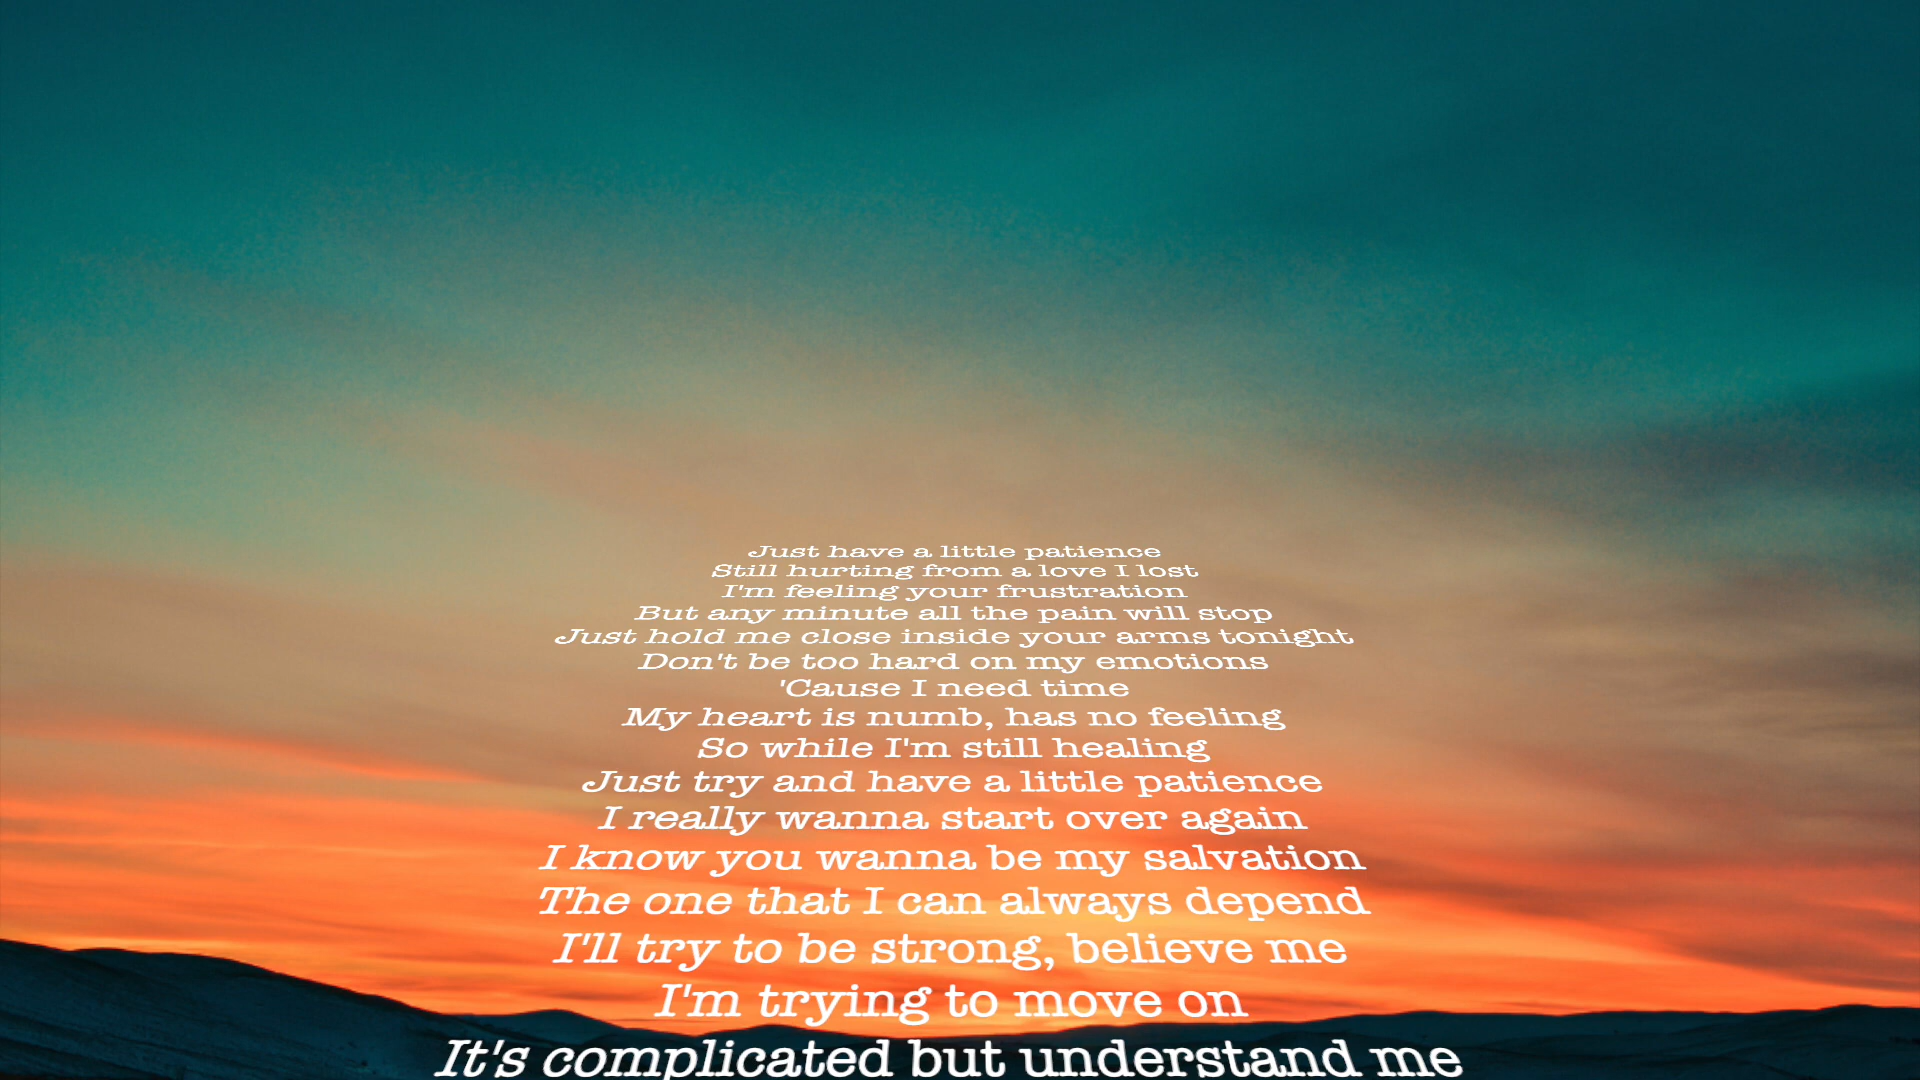 Just have a little patience
Still hurting from a love I lost
I'm feeling your frustration
But any minute all the pain will stop
Just hold me close inside your arms tonight
Don't be too hard on my emotions
'Cause I need time
My heart is numb, has no feeling
So while I'm still healing
Just try and have a little patience
I really wanna start over again
I know you wanna be my salvation
The one that I can always depend
I'll try to be strong, believe me
I'm trying to move on
It's complicated but understand me